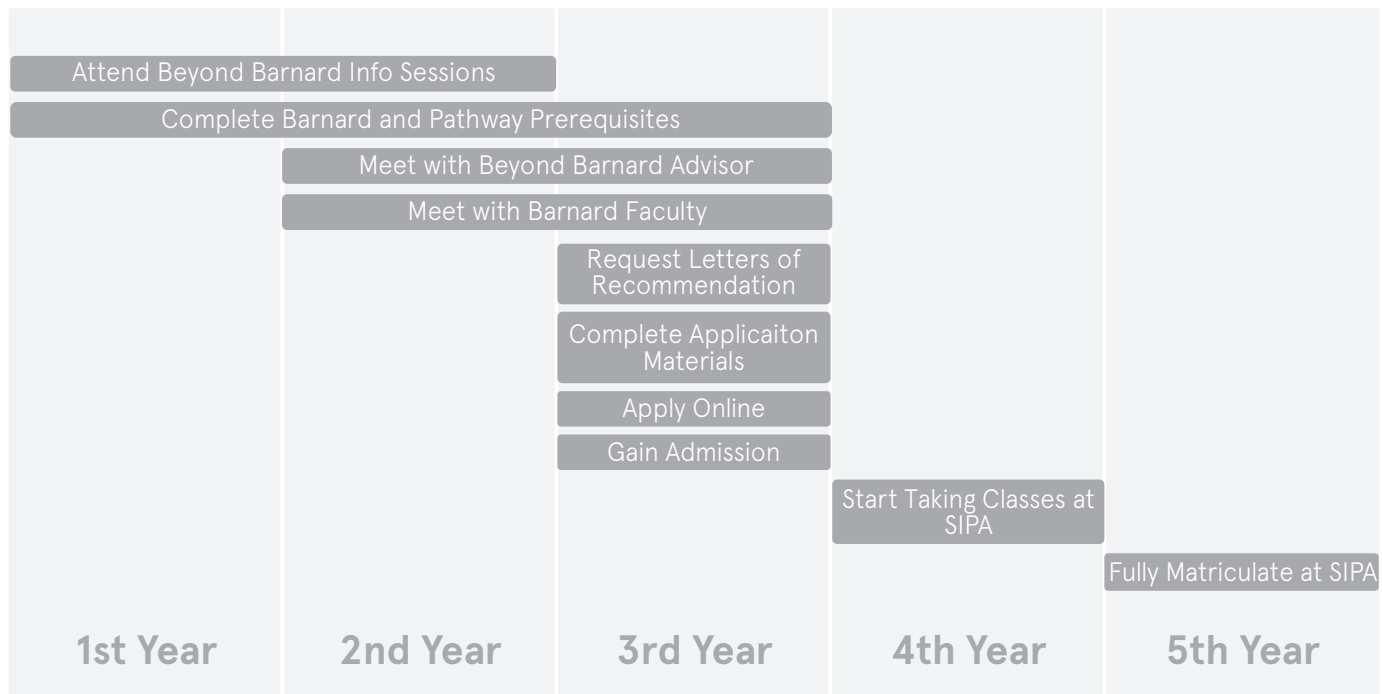 Attend Beyond Barnard Info Sessions
Complete Barnard and Pathway Prerequisites
Meet with Beyond Barnard Advisor
Meet with Barnard Faculty
Request Letters of
Recommendation
Complete Applicaiton
Materials
Apply Online
Gain Admission
Start Taking Classes at
SIPA
Fully Matriculate at SIPA
1st Year
2nd Year
3rd Year
4th Year
5th Year